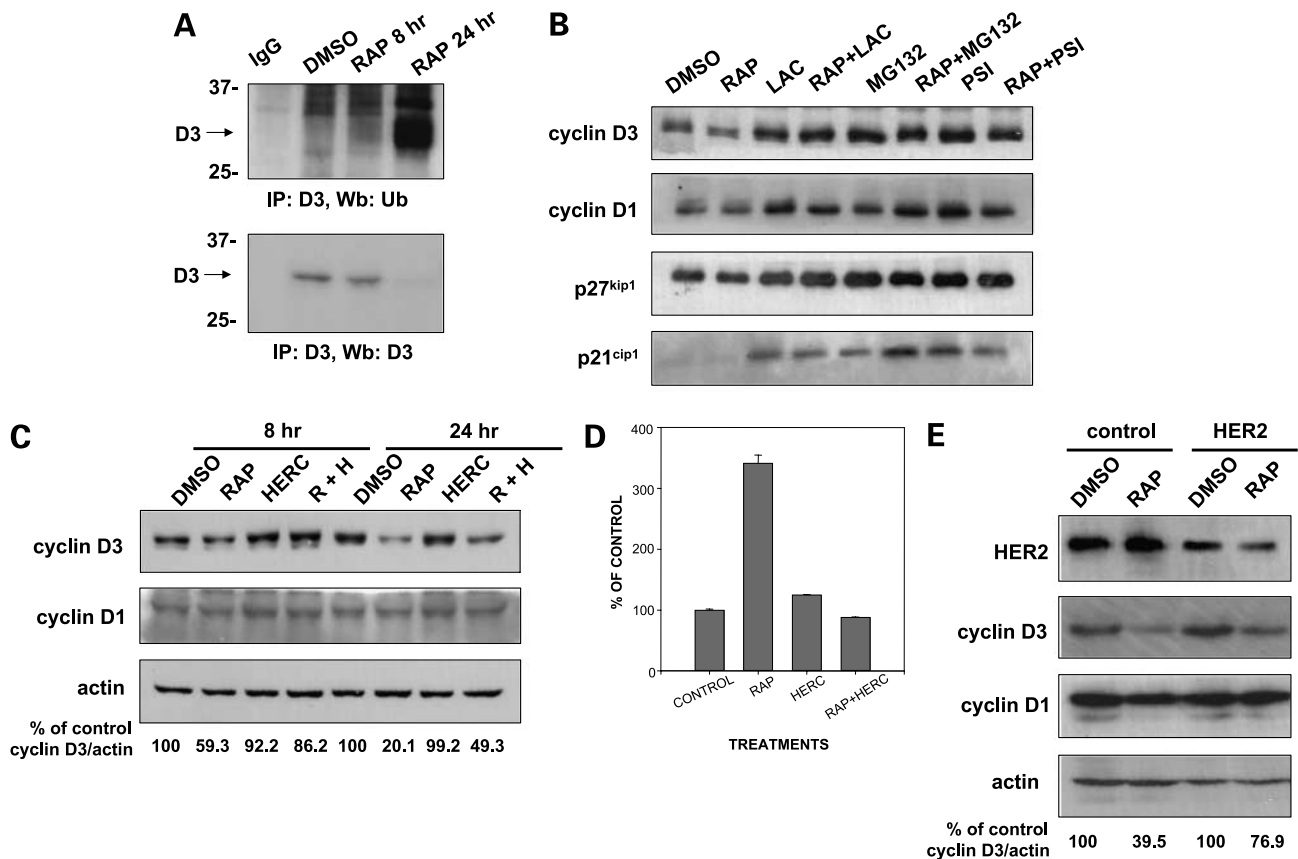 A
IgG
DMSO
RAP 8 hr
RAP 24 hr
37-
D3
25-
IP: D3, Wb: Ub
37-
D3
25-
IP: D3, Wb: D3
B
DMSO
RAP
LAC
RAP+LAC
MG132
RAP+MG132
PSI
RAP+PSI
cyclin D3
cyclin D1
p27kip1
p21cip1
C
8 hr
24 hr
DMSO
RAP
HERC
R + H
DMSO
RAP
HERC
R + H
cyclin D3
cyclin D1
actin
% of control
cyclin D3/actin
100 59.3 92.2 86.2 100 20.1 99.2 49.3
D
% OF CONTROL
400
300
200
100
0
CONTROL
RAP
HERC
RAP+HERC
TREATMENTS
E
control
HER2
DMSO
RAP
DMSO
RAP
HER2
cyclin D3
cyclin D1
actin
% of control
cyclin D3/actin
100 39.5 100 76.9